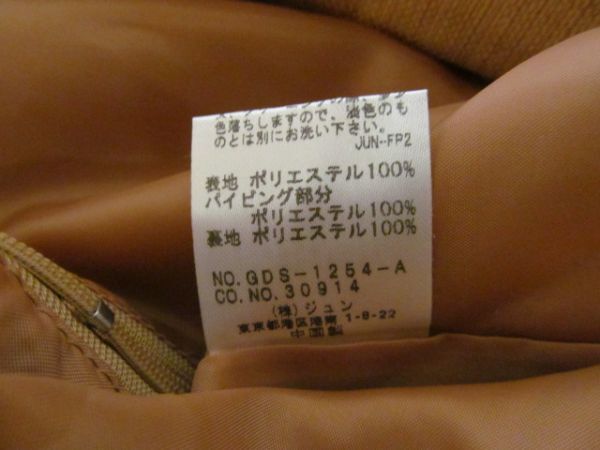 色落ちしますので、淡色のも
のとは別にお洗い下さい。
JUN-FP2
表地 ポリエステル100%
パイピング部分
ポリエステル100%
裏地 ポリエステル100%
NO.GDS-1254-A
CO.NO.30914
(株)ジュン
東京都港区港南 1-8-22
中国製